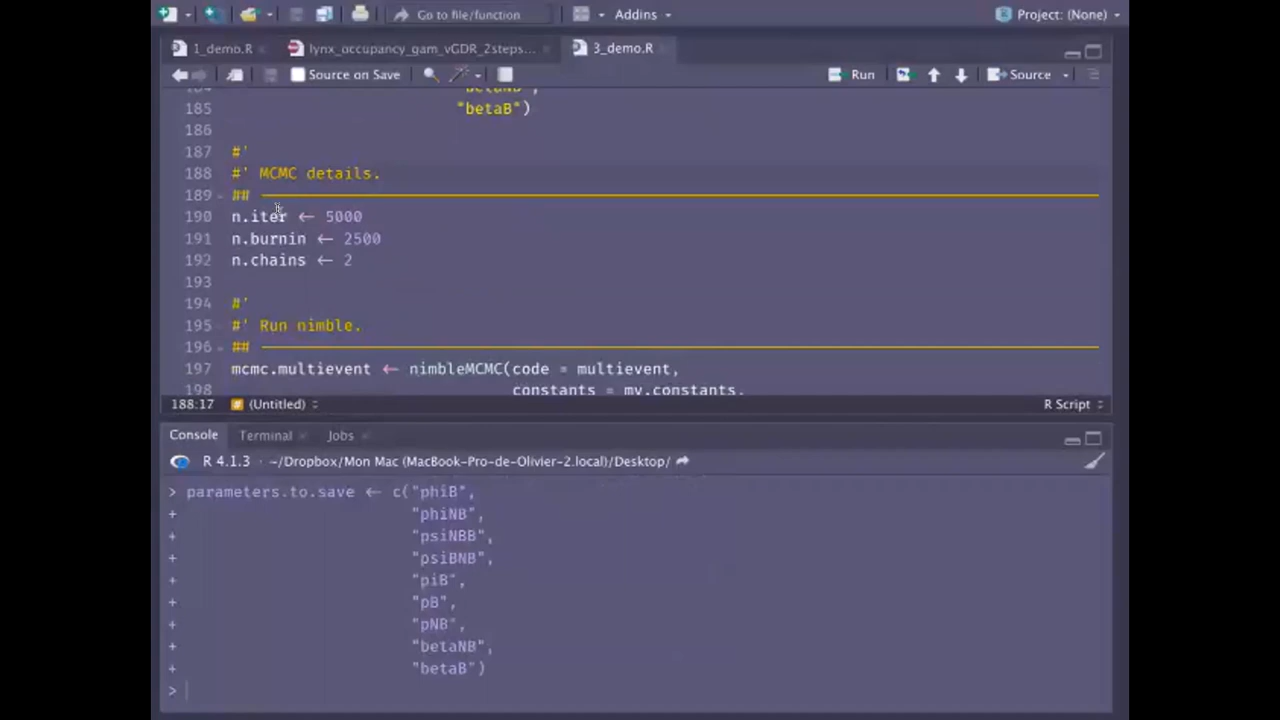 Go to file/function
Addins
Project: (None)
1_demo.R
lynx_occupancy_gam_vGDR_2steps...
3_demo.R
Source on Save
Run
Source
184 "betaNB",
185 "betaB")
186
187 #'
188 #' MCMC details.
189 ##
190 n.iter ← 5000
191 n.burnin ← 2500
192 n.chains ← 2
193
194 #'
195 #' Run nimble.
196 ##
197 mcmc.multievent ← nimbleMCMC(code = multievent,
198 constants = my.constants,
188:17
(Untitled)
R Script
Console
Terminal
Jobs
R 4.1.3 · ~/Dropbox/Mon Mac (MacBook-Pro-de-Olivier-2.local)/Desktop/
> parameters.to.save ← c("phiB",
+ "phiNB",
+ "psiNBB",
+ "psiBNB",
+ "piB",
+ "pB",
+ "pNB",
+ "betaNB",
+ "betaB")
>